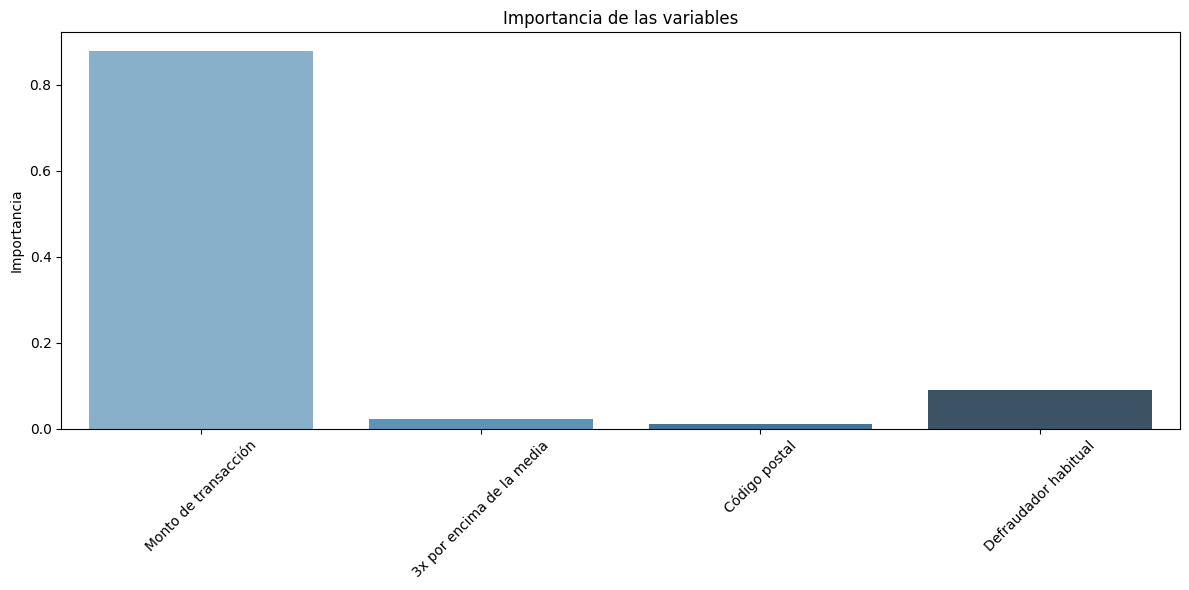 Importancia de las variables
Importancia
0.8
0.6
0.4
0.2
0.0
Monto de transacción
3x por encima de la media
Código postal
Defraudador habitual